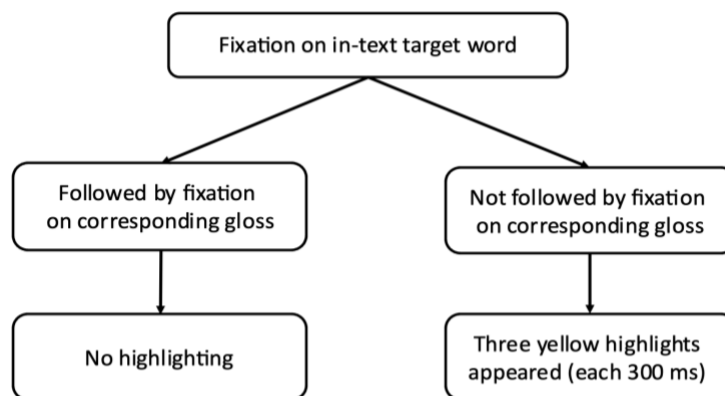 Fixation on in-text target word
Followed by fixation
on corresponding gloss
Not followed by fixation
on corresponding gloss
No highlighting
Three yellow highlights
appeared (each 300 ms)